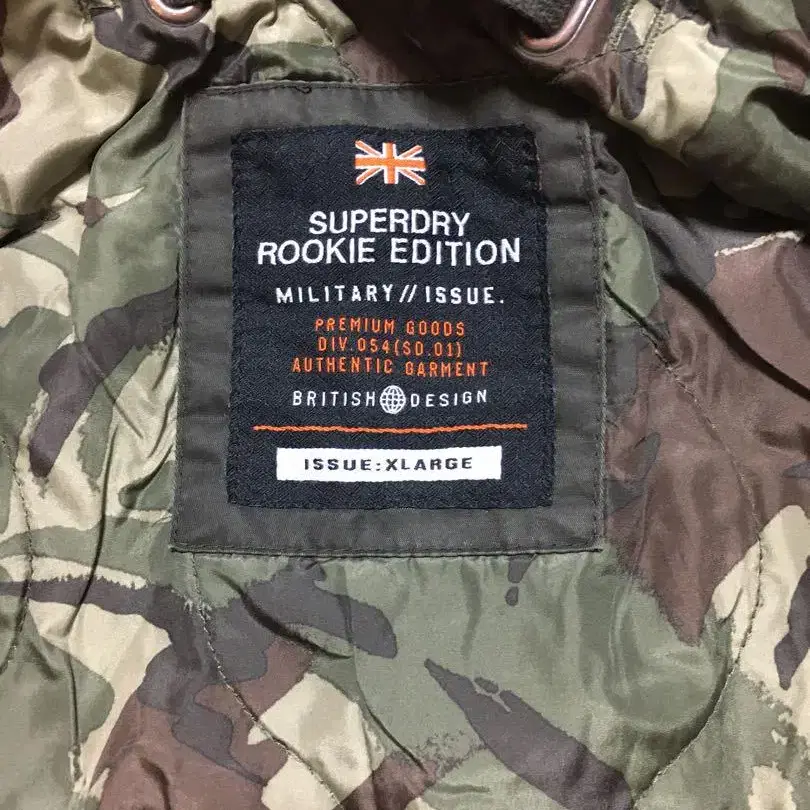 SUPERDRY
ROOKIE EDITION
MILITARY//ISSUE.
PREMIUM GOODS
DIV.054(SO.01)
AUTHENTIC GARMENT
BRITISH DESIGN
ISSUE:XLARGE